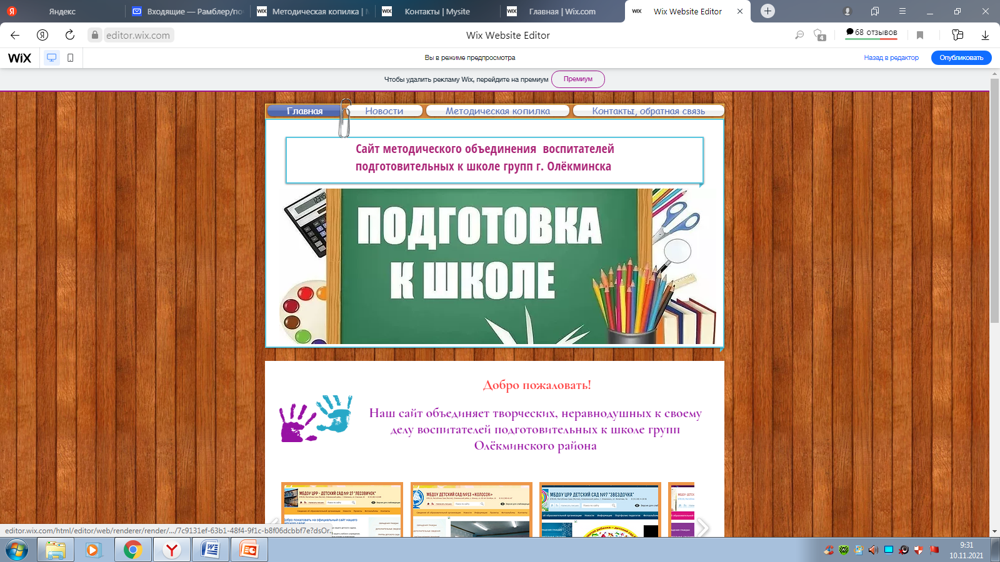 Яндекс
Входящие — Рамблер/по
Методическая копилка |
Контакты | Mysite
Главная | Wix.com
Wix Website Editor
editor.wix.com
Wix Website Editor
68 отзывов
4
WiX
Вы в режиме предпросмотра
Назад в редактор
Опубликовать
Чтобы удалить рекламу Wix, перейдите на премиум
Премиум
Главная
Новости
Методическая копилка
Контакты, обратная связь
Сайт методического объединения воспитателей
подготовительных к школе групп г. Олёкминска
12345
ПОДГОТОВКА
К ШКОЛЕ
Добро пожаловать!
Наш сайт объединяет творческих, неравнодушных к своему
делу воспитателей подготовительных к школе групп
Олёкминского района
МБДОУ ЦРР - ДЕТСКИЙ САД № 27 "ЛЕСОВИЧОК"
МБДОУ ДЕТСКИЙ САД №13 «КОЛОСОК»
МБДОУ ЦРР ДЕТСКИЙ САД №7 "ЗВЕЗДОЧКА"
editor.wix.com/html/editor/web/renderer/render/.../7c9131ef-63b1-48f4-9f1c-b8f06dcbbf7e?dsOr...
9:31
10.11.2021